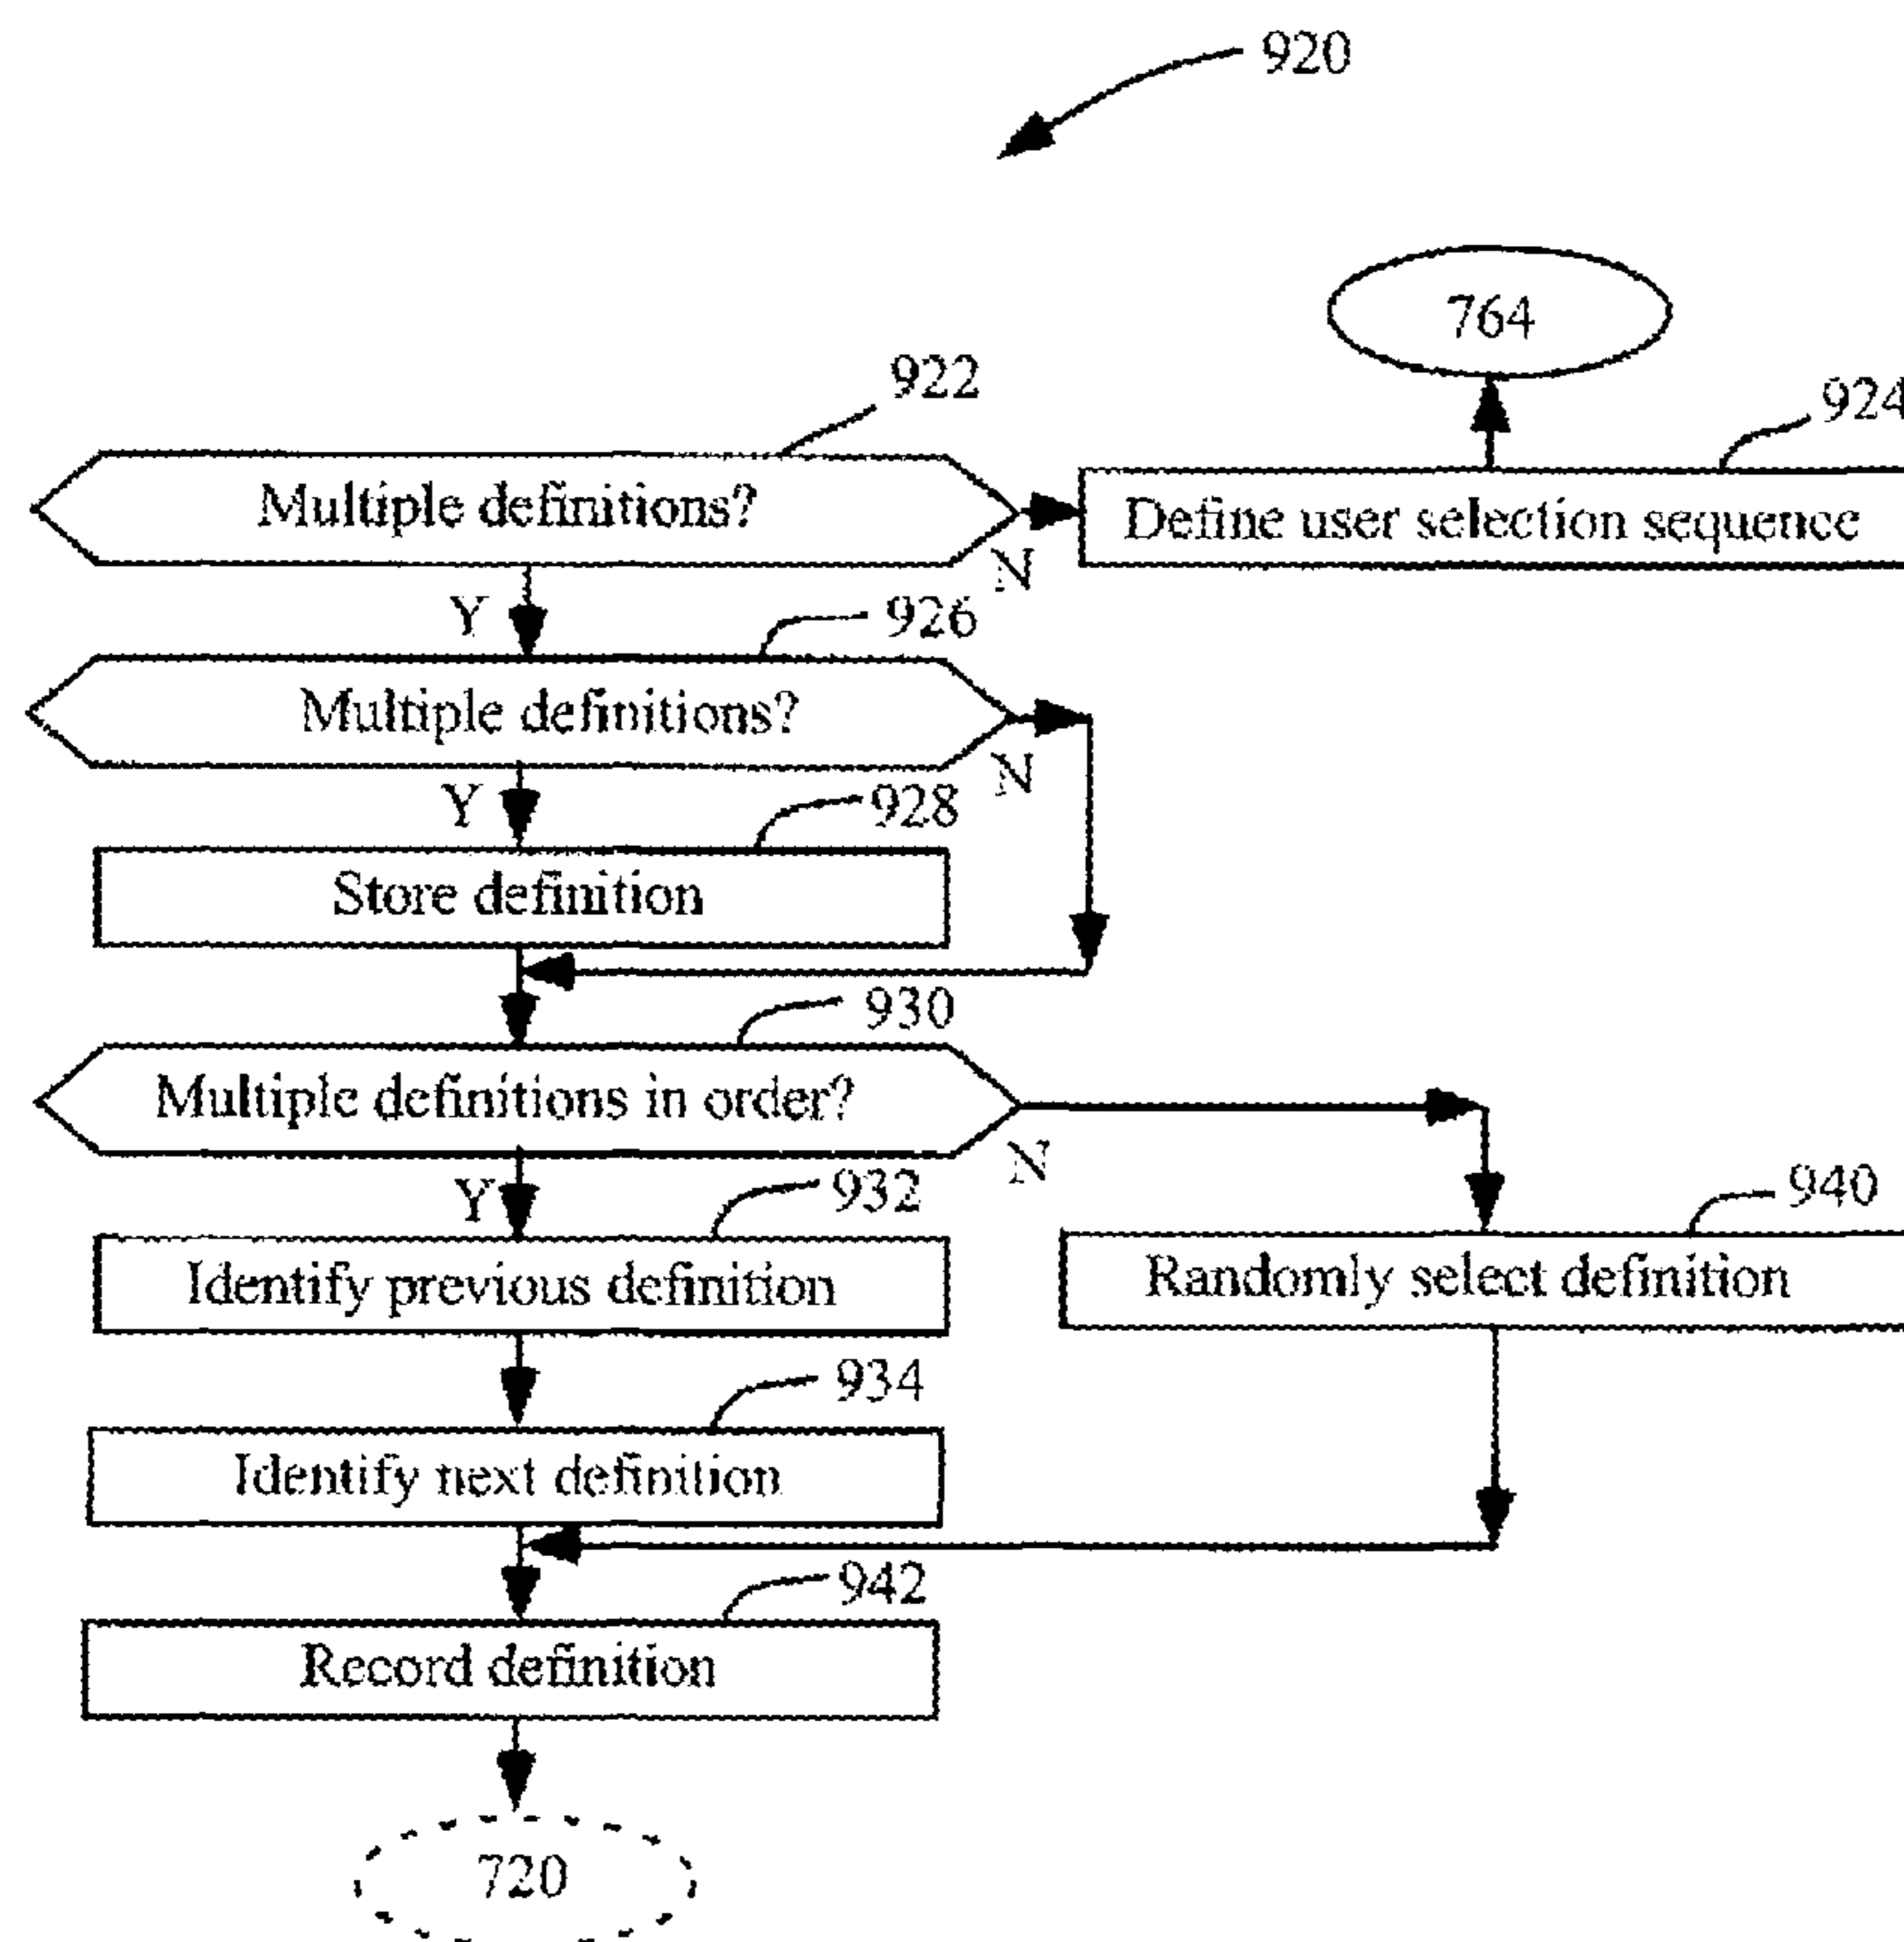 920
764
922
924
Multiple definitions?
Define user selection sequence
N
Y
926
Multiple definitions?
N
Y
928
Store definition
930
Multiple definitions in order?
N
Y
932
940
Identify previous definition
Randomly select definition
934
Identify next definition
942
Record definition
720